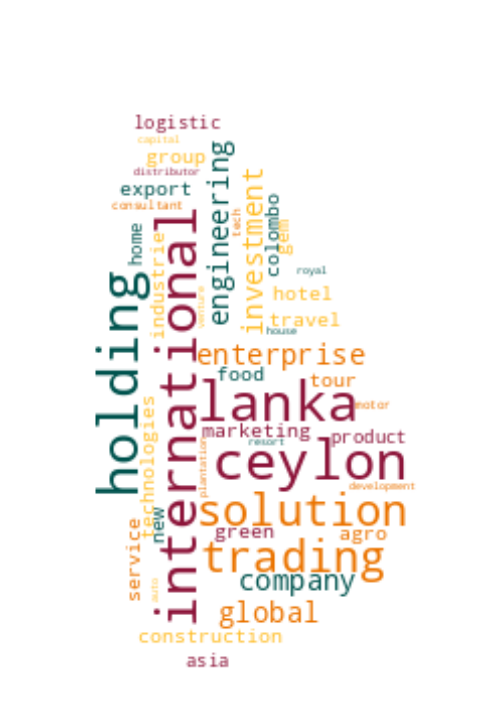 logistic
capital
group
distributor
export
consultant
engineering
tech
investment
colombo
gem
home
industrie
international
holding
venture
royal
hotel
travel
house
enterprise
food
tour
lanka
motor
marketing
product
resort
ceylon
plantation
technologies
development
solution
new
service
green
agro
trading
company
auto
global
construction
asia